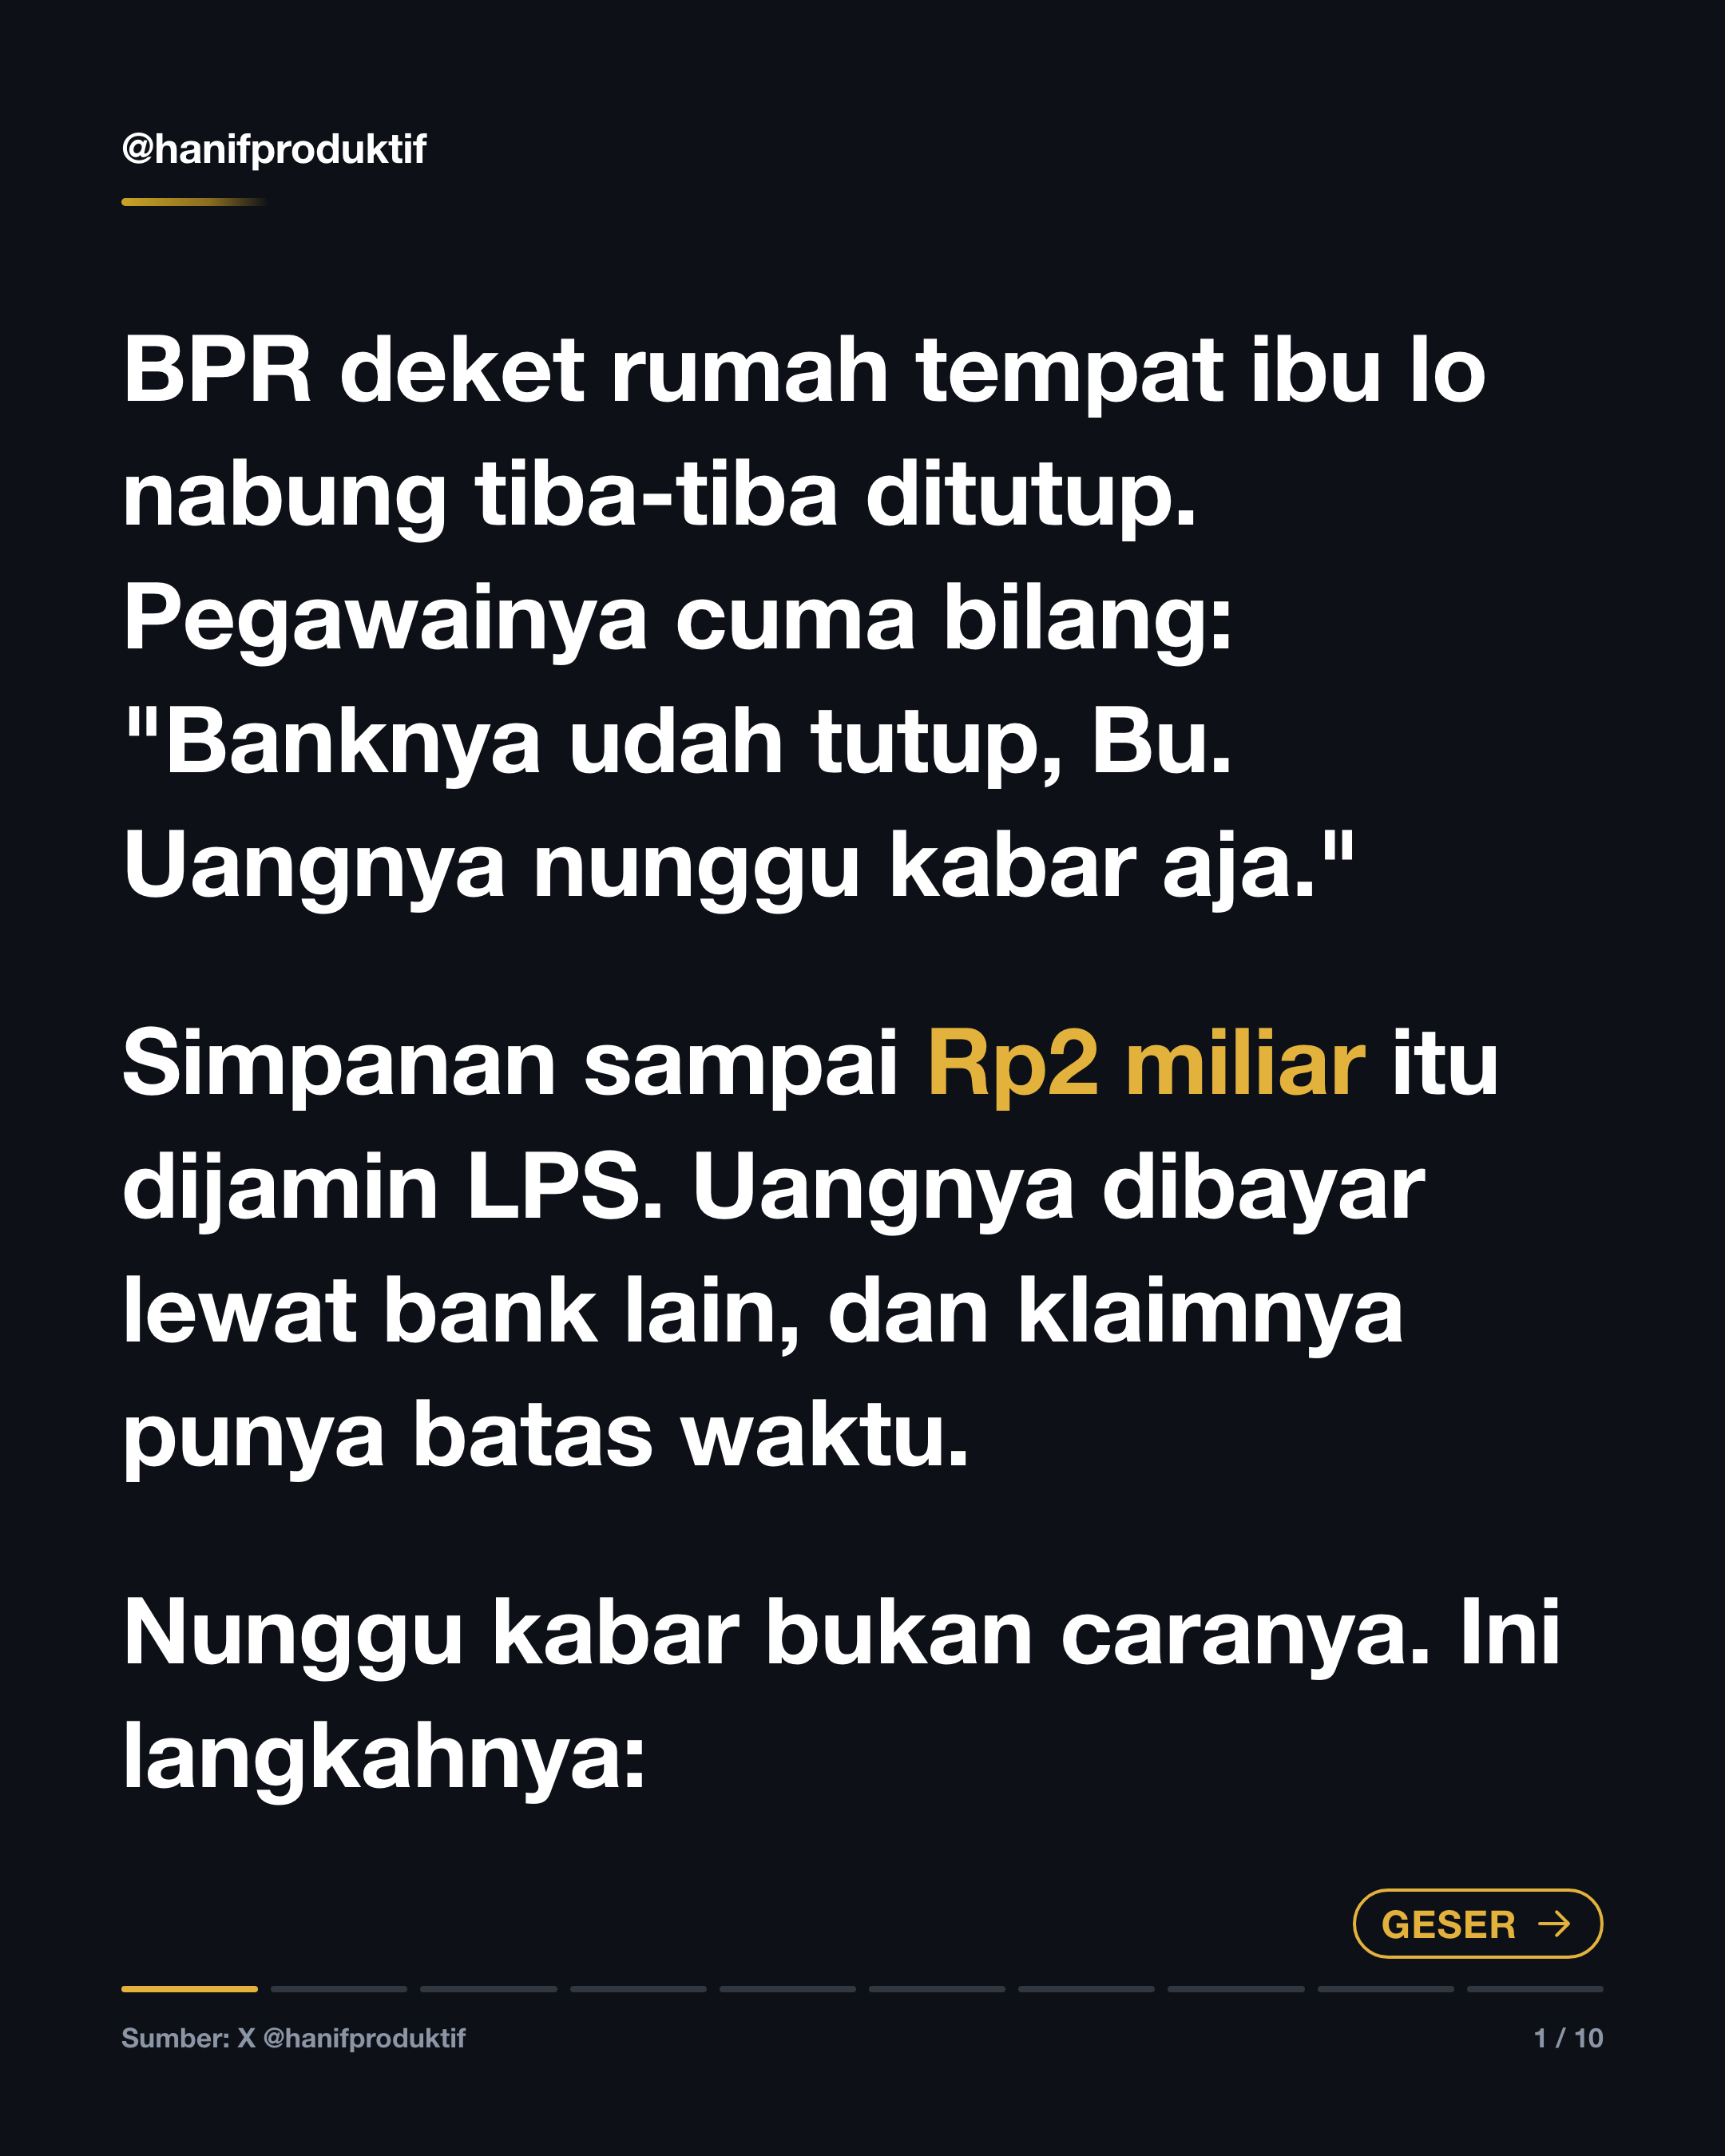 @hanifproduktif
BPR deket rumah tempat ibu lo
nabung tiba-tiba ditutup.
Pegawainya cuma bilang:
"Banknya udah tutup, Bu.
Uangnya nunggu kabar aja."
Simpanan sampai Rp2 miliar itu
dijamin LPS. Uangnya dibayar
lewat bank lain, dan klaimnya
punya batas waktu.
Nunggu kabar bukan caranya. Ini
langkahnya:
GESER →
Sumber: X @hanifproduktif
1 / 10